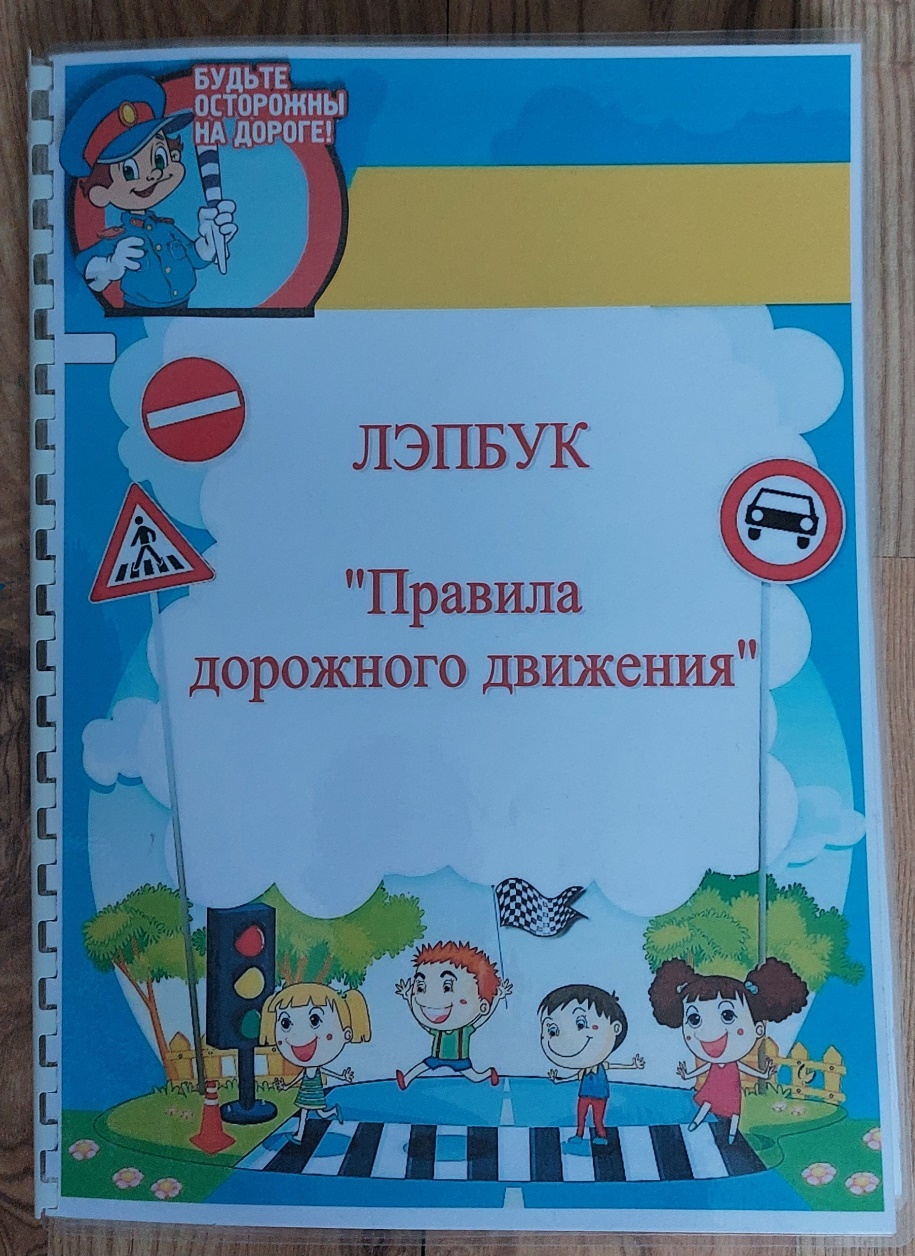 БУДЬТЕ
ОСТОРОЖНЫ
НА ДОРОГЕ!
ЛЭПБУК
"Правила
дорожного движения"